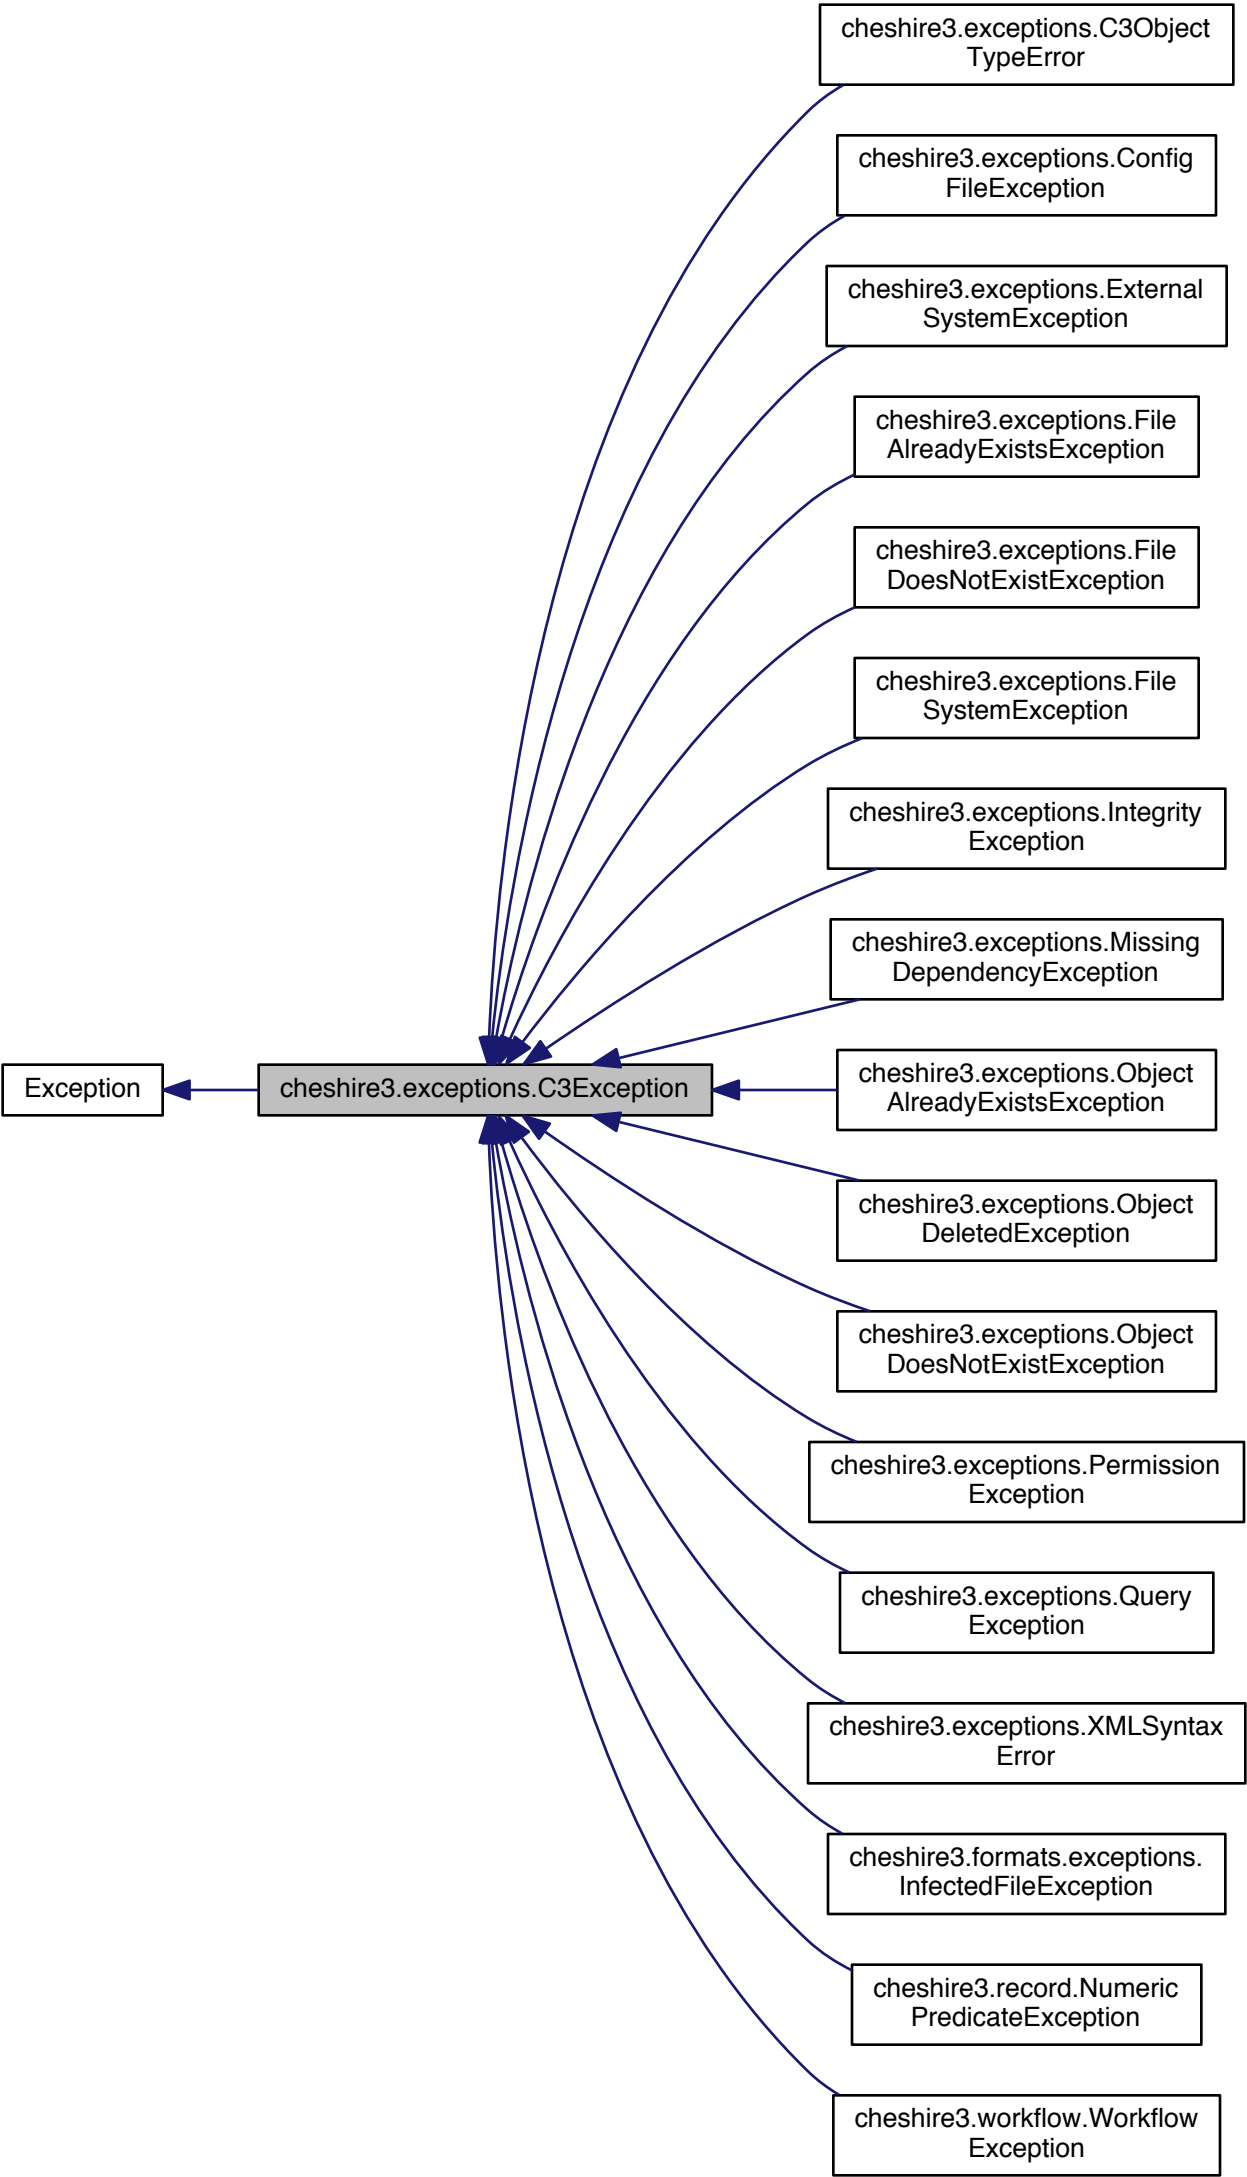 cheshire3.exceptions.C3Object
TypeError
cheshire3.exceptions.Config
FileException
cheshire3.exceptions.External
SystemException
cheshire3.exceptions.File
AlreadyExistsException
cheshire3.exceptions.File
DoesNotExistException
cheshire3.exceptions.File
SystemException
cheshire3.exceptions.Integrity
Exception
cheshire3.exceptions.Missing
DependencyException
Exception
cheshire3.exceptions.C3Exception
cheshire3.exceptions.Object
AlreadyExistsException
cheshire3.exceptions.Object
DeletedException
cheshire3.exceptions.Object
DoesNotExistException
cheshire3.exceptions.Permission
Exception
cheshire3.exceptions.Query
Exception
cheshire3.exceptions.XMLSyntax
Error
cheshire3.formats.exceptions.
InfectedFileException
cheshire3.record.Numeric
PredicateException
cheshire3.workflow.Workflow
Exception